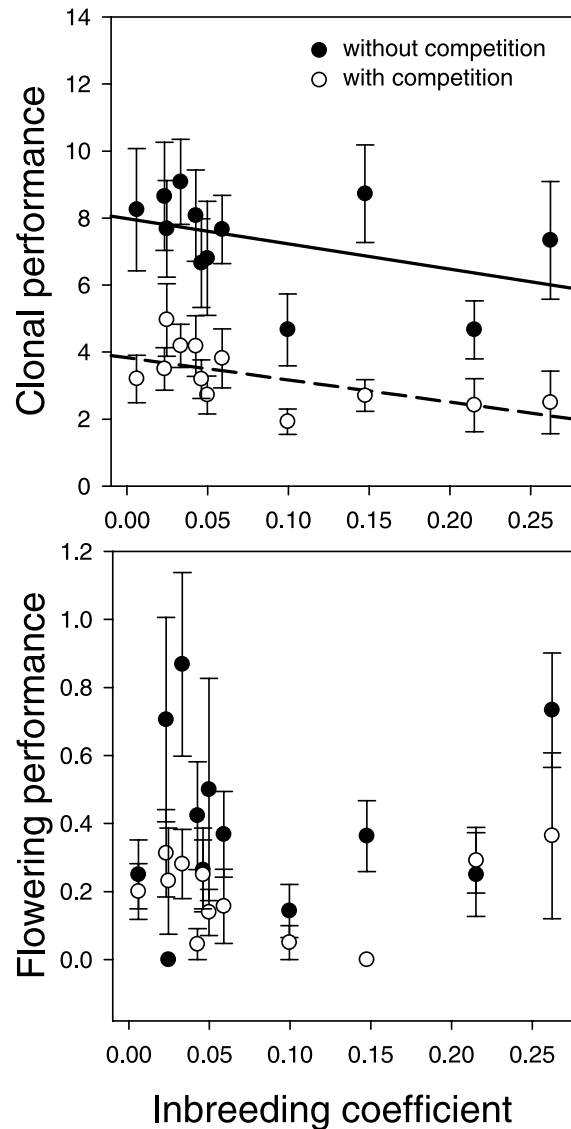 14
12
10
8
6
4
2
0
Clonal performance
without competition
with competition
0.00 0.05 0.10 0.15 0.20 0.25
1.2
1.0
0.8
0.6
0.4
0.2
0.0
Flowering performance
0.00 0.05 0.10 0.15 0.20 0.25
Inbreeding coefficient